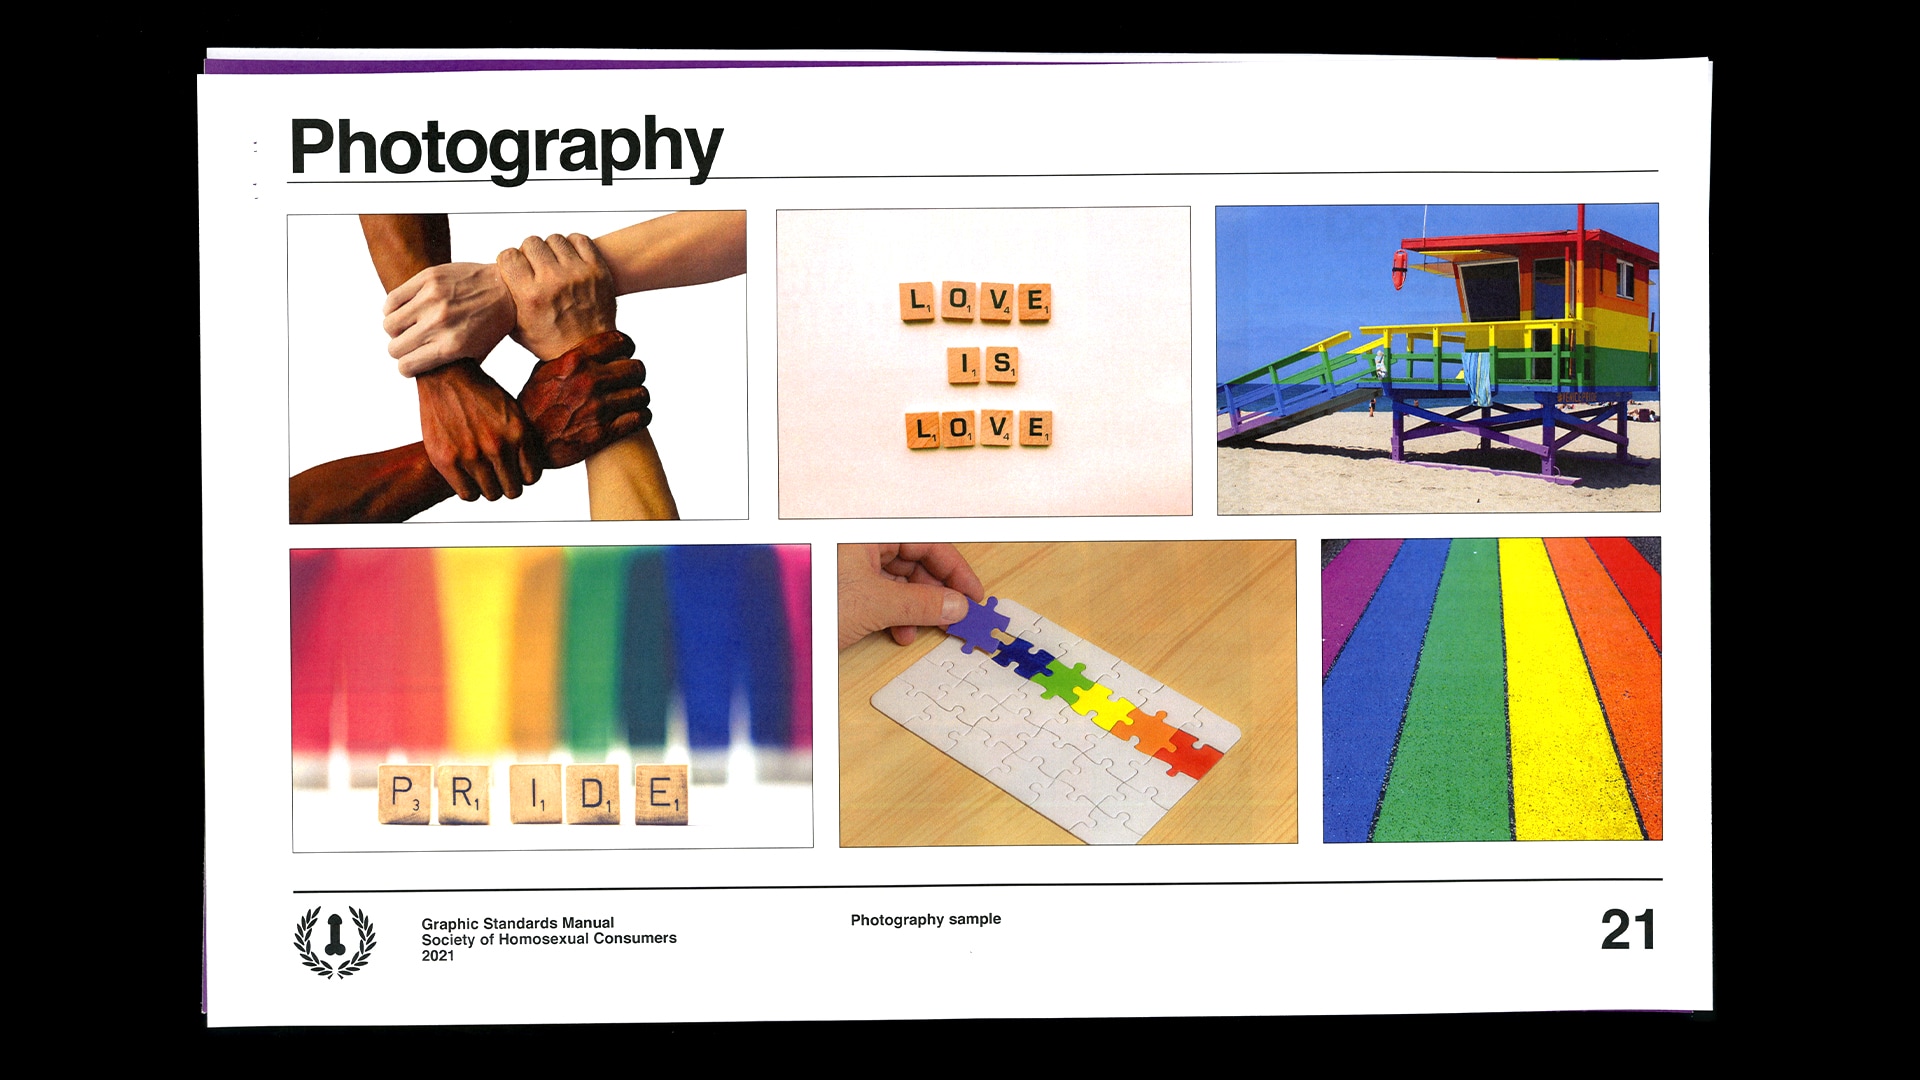 Photography
L1 O1 V4 E1
I1 S1
L1 O1 V4 E1
#VENICEPRIDE
P3 R1 I1 D1 E1
Graphic Standards Manual
Society of Homosexual Consumers
2021
Photography sample
21